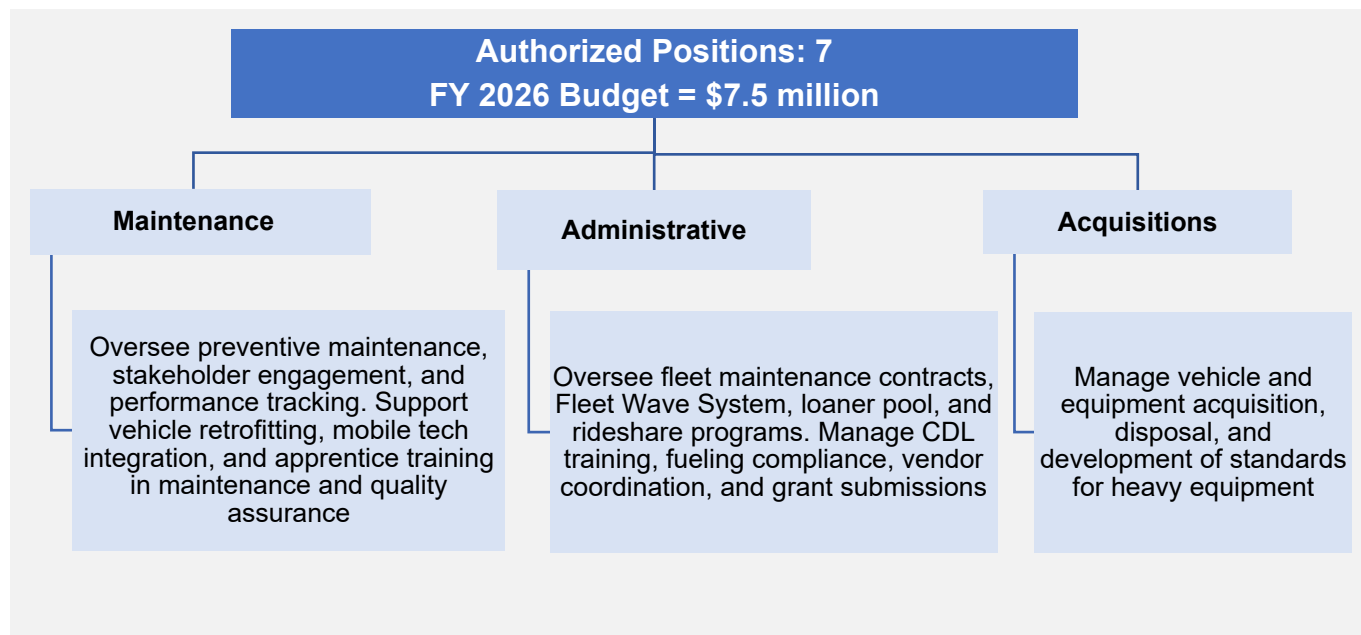 Authorized Positions: 7
FY 2026 Budget = $7.5 million
Maintenance
Oversee preventive maintenance,
stakeholder engagement, and
performance tracking. Support
vehicle retrofitting, mobile tech
integration, and apprentice training
in maintenance and quality
assurance
Administrative
Oversee fleet maintenance contracts,
Fleet Wave System, loaner pool, and
rideshare programs. Manage CDL
training, fueling compliance, vendor
coordination, and grant submissions
Acquisitions
Manage vehicle and
equipment acquisition,
disposal, and
development of standards
for heavy equipment